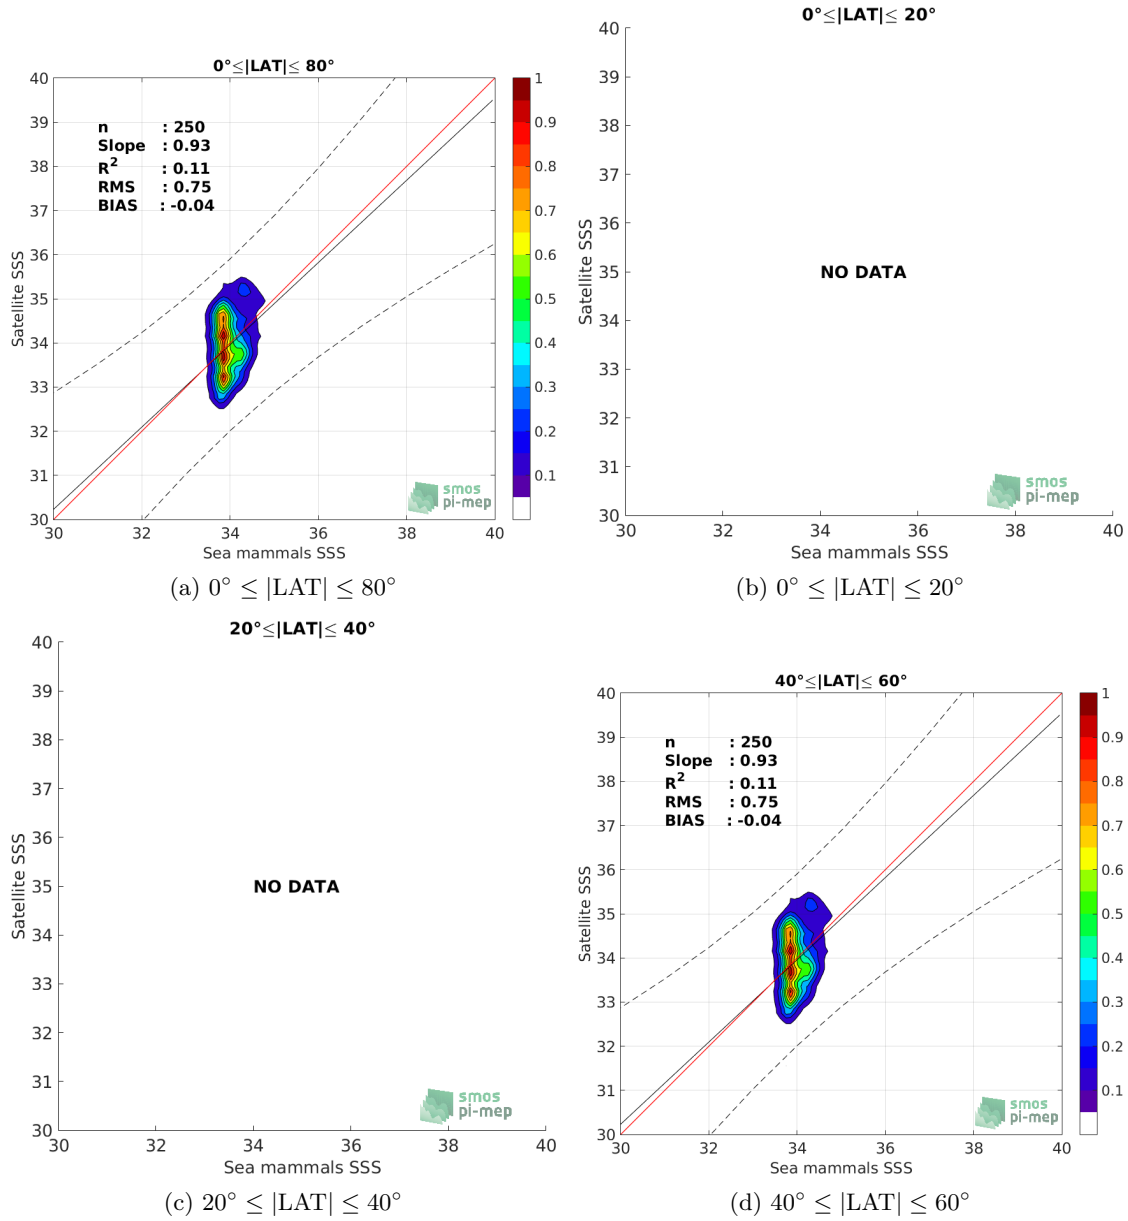 0°≤|LAT|≤ 80°
40
39
38
37
36
35
34
33
32
31
30
30
32
34
36
38
40
Satellite SSS
Sea mammals SSS
n : 250
Slope : 0.93
R² : 0.11
RMS : 0.75
BIAS : -0.04
smos
pi-mep
1
0.9
0.8
0.7
0.6
0.5
0.4
0.3
0.2
0.1
(a) 0° ≤ |LAT| ≤ 80°
0°≤|LAT|≤ 20°
40
39
38
37
36
35
34
33
32
31
30
30
32
34
36
38
40
Satellite SSS
Sea mammals SSS
NO DATA
smos
pi-mep
(b) 0° ≤ |LAT| ≤ 20°
20°≤|LAT|≤ 40°
40
39
38
37
36
35
34
33
32
31
30
30
32
34
36
38
40
Satellite SSS
Sea mammals SSS
NO DATA
smos
pi-mep
(c) 20° ≤ |LAT| ≤ 40°
40°≤|LAT|≤ 60°
40
39
38
37
36
35
34
33
32
31
30
30
32
34
36
38
40
Satellite SSS
Sea mammals SSS
n : 250
Slope : 0.93
R² : 0.11
RMS : 0.75
BIAS : -0.04
smos
pi-mep
1
0.9
0.8
0.7
0.6
0.5
0.4
0.3
0.2
0.1
(d) 40° ≤ |LAT| ≤ 60°